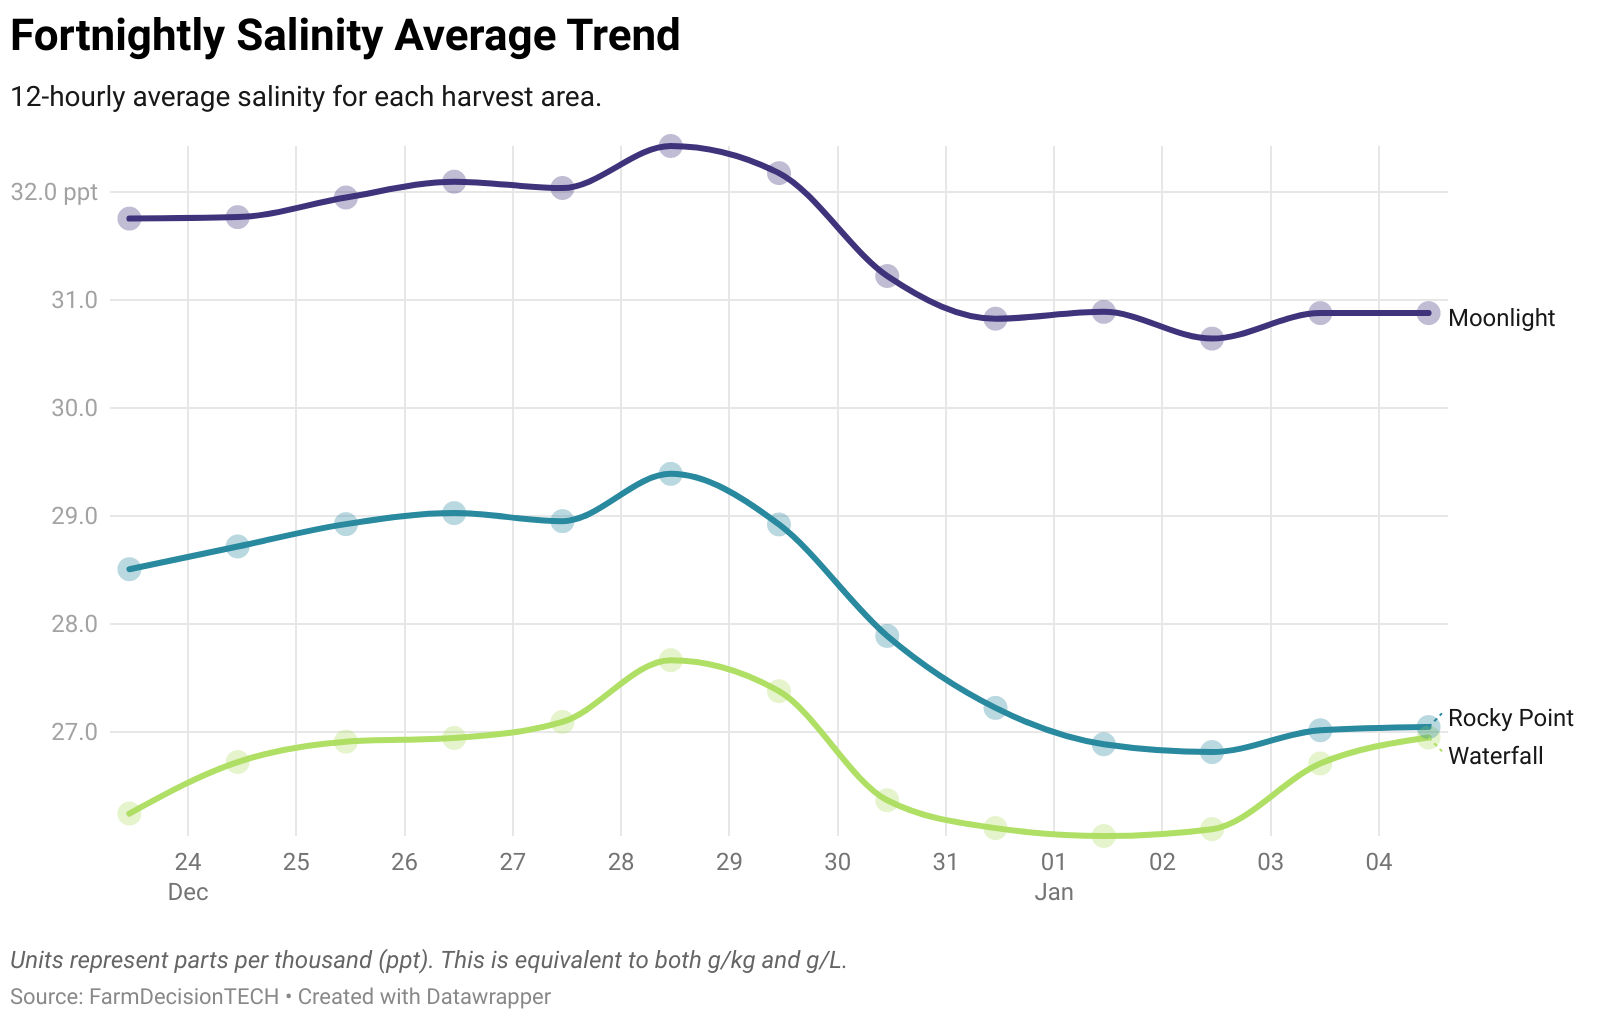 Fortnightly Salinity Average Trend
12-hourly average salinity for each harvest area.
32.0 ppt
31.0
30.0
29.0
28.0
27.0
Moonlight
Rocky Point
Waterfall
24 25 26 27 28 29 30 31 01 02 03 04
Dec Jan
Units represent parts per thousand (ppt). This is equivalent to both g/kg and g/L.
Source: FarmDecisionTECH • Created with Datawrapper